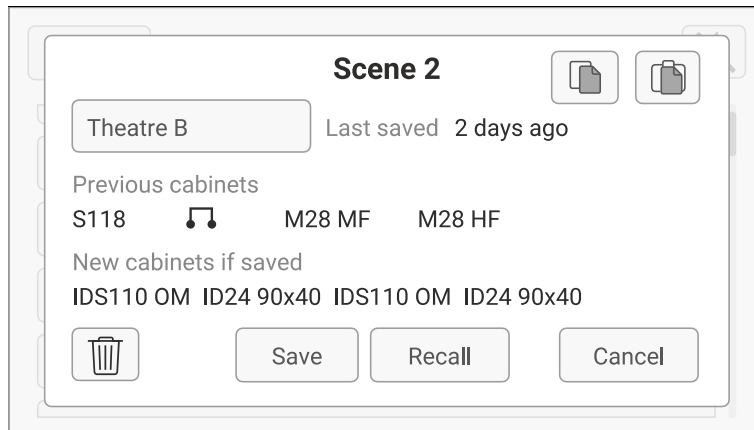 Scene 2
Theatre B Last saved 2 days ago
Previous cabinets
S118 M28 MF M28 HF
New cabinets if saved
IDS110 OM ID24 90x40 IDS110 OM ID24 90x40
Save Recall Cancel